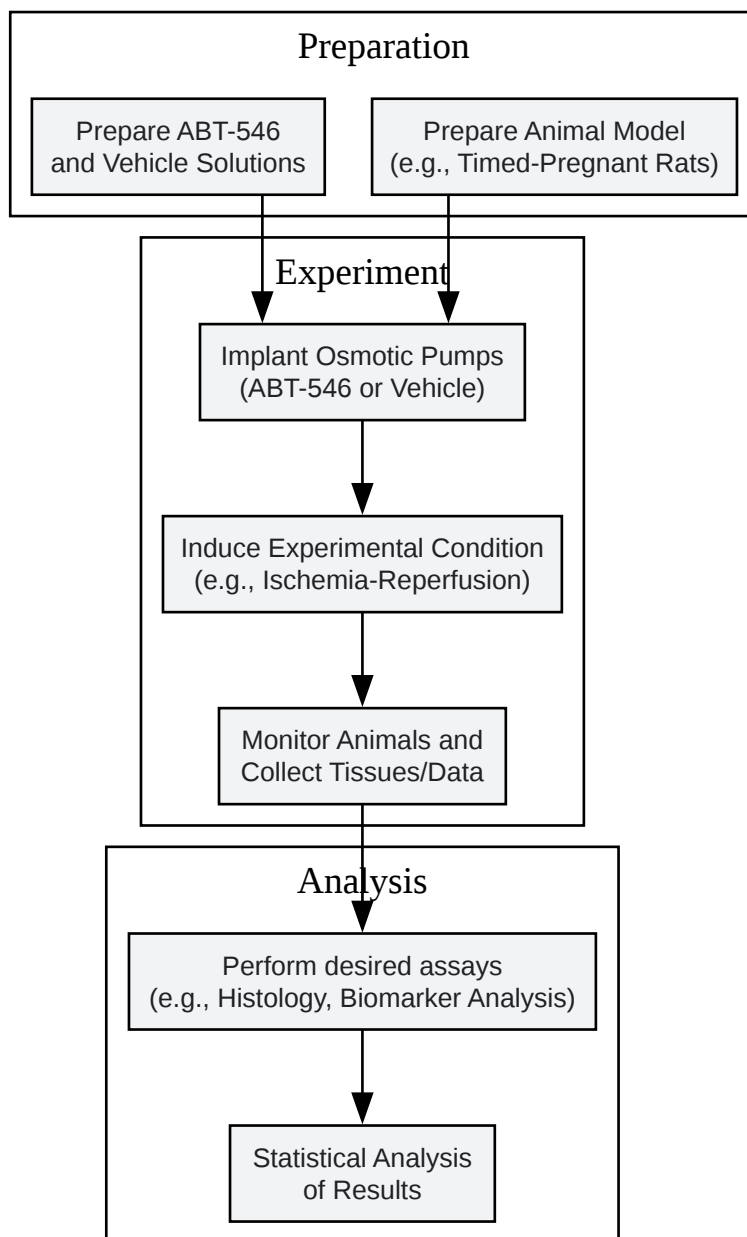 Preparation
Prepare ABT-546
and Vehicle Solutions
Prepare Animal Model
(e.g., Timed-Pregnant Rats)
Experiment
Implant Osmotic Pumps
(ABT-546 or Vehicle)
Induce Experimental Condition
(e.g., Ischemia-Reperfusion)
Monitor Animals and
Collect Tissues/Data
Analysis
Perform desired assays
(e.g., Histology, Biomarker Analysis)
Statistical Analysis
of Results